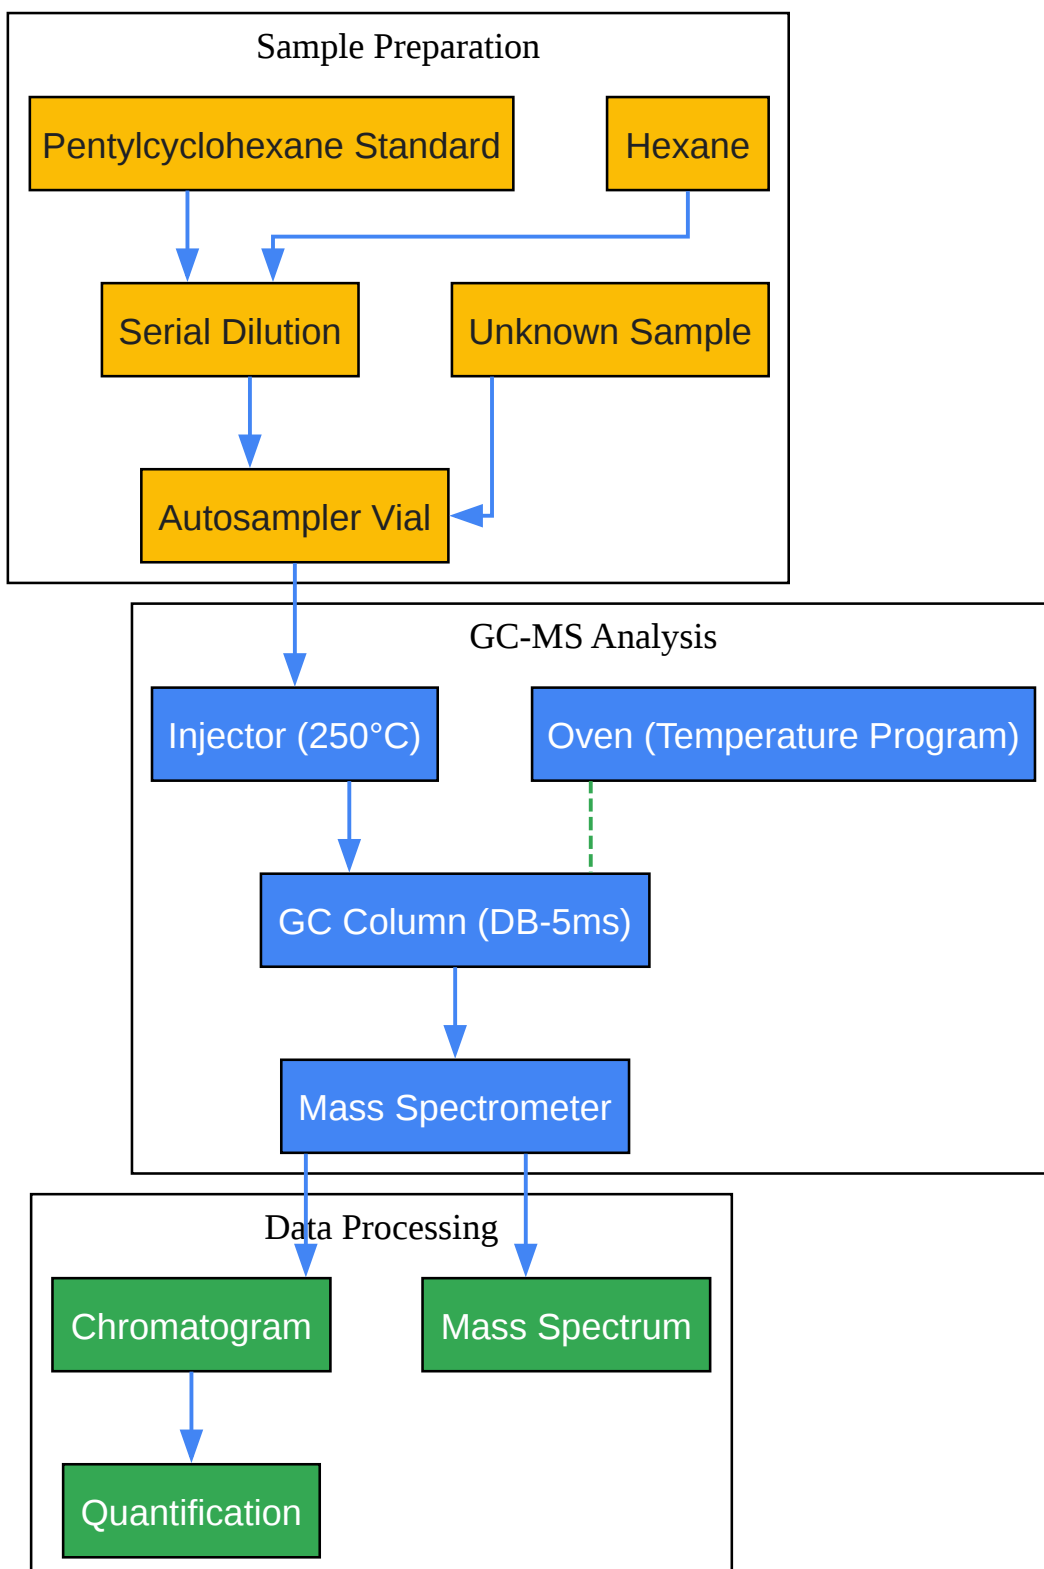 Sample Preparation
Pentylcyclohexane Standard
Hexane
Serial Dilution
Unknown Sample
Autosampler Vial
GC-MS Analysis
Injector (250°C)
Oven (Temperature Program)
GC Column (DB-5ms)
Mass Spectrometer
Data Processing
Chromatogram
Mass Spectrum
Quantification